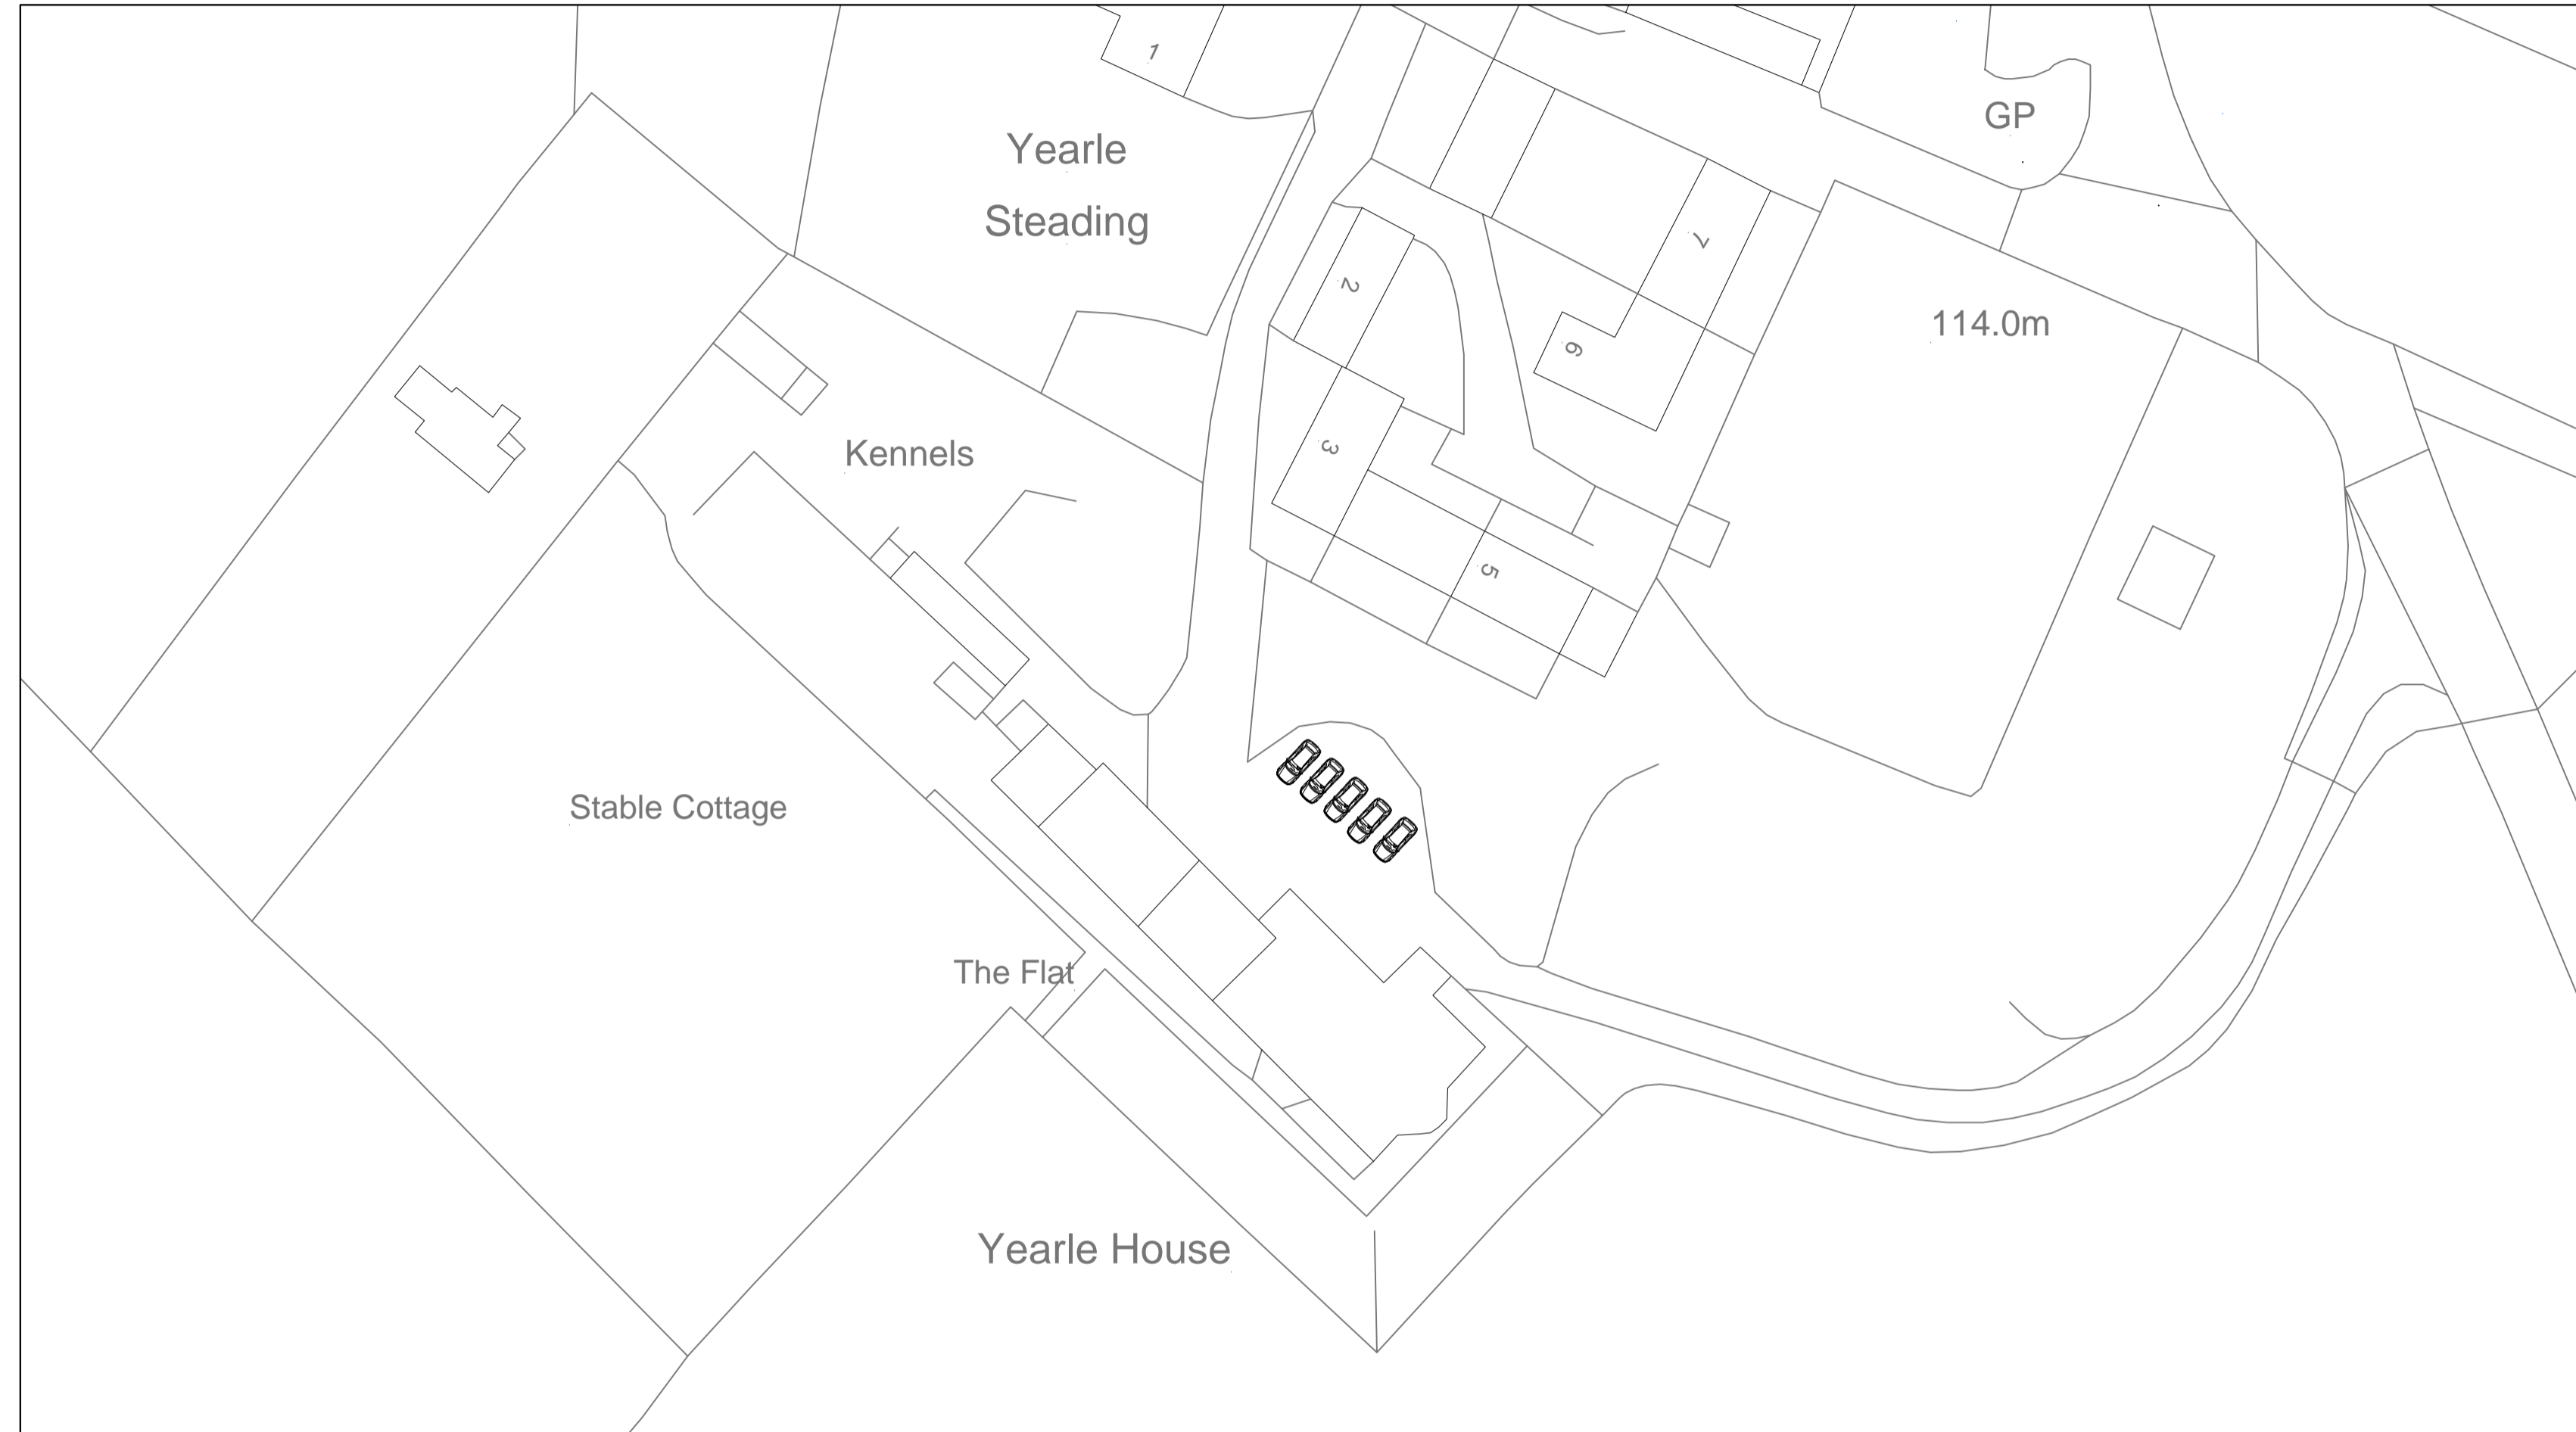 1
GP
Yearle
Steading
7
2
114.0m
6
3
Kennels
5
Stable Cottage
The Flat
Yearle House